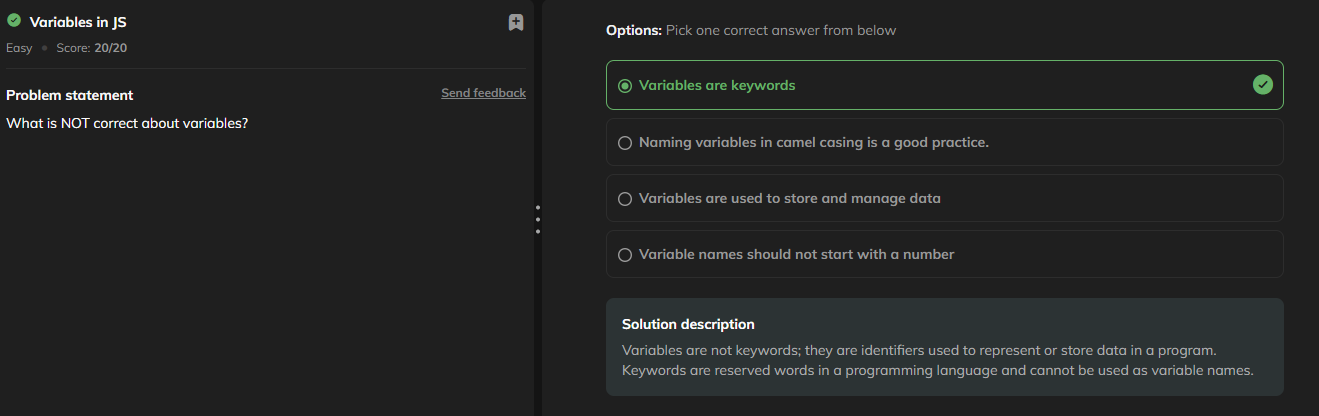 Variables in JS
Easy • Score: 20/20
Problem statement
Send feedback
What is NOT correct about variables?
Options: Pick one correct answer from below
Variables are keywords
Naming variables in camel casing is a good practice.
Variables are used to store and manage data
Variable names should not start with a number
Solution description
Variables are not keywords; they are identifiers used to represent or store data in a program.
Keywords are reserved words in a programming language and cannot be used as variable names.